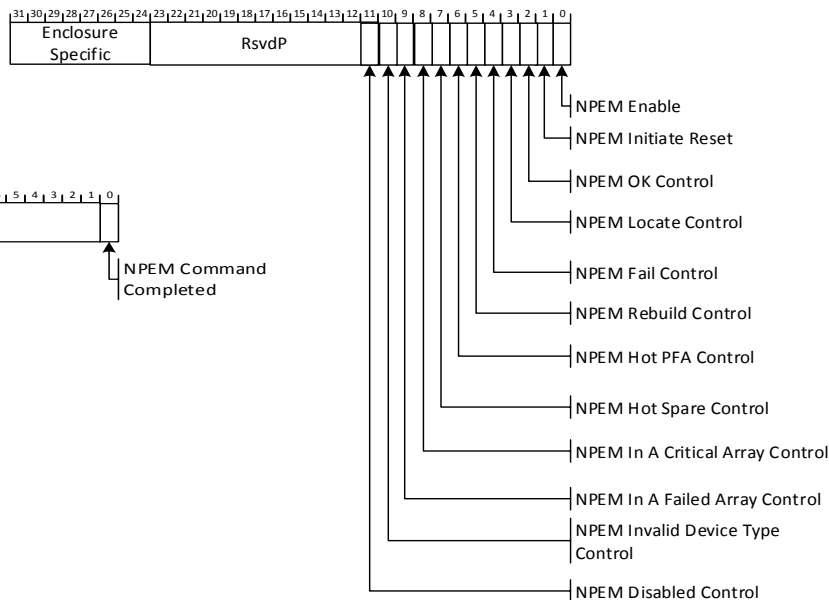 31 30 29 28 27 26 25 24 23 22 21 20 19 18 17 16 15 14 13 12 11 10 9 8 7 6 5 4 3 2 1 0
Enclosure
Specific
RsvdP
NPEM Enable
NPEM Initiate Reset
NPEM OK Control
NPEM Locate Control
NPEM Fail Control
NPEM Rebuild Control
NPEM Hot PFA Control
NPEM Hot Spare Control
NPEM In A Critical Array Control
NPEM In A Failed Array Control
NPEM Invalid Device Type
Control
NPEM Disabled Control
5 4 3 2 1 0
NPEM Command
Completed